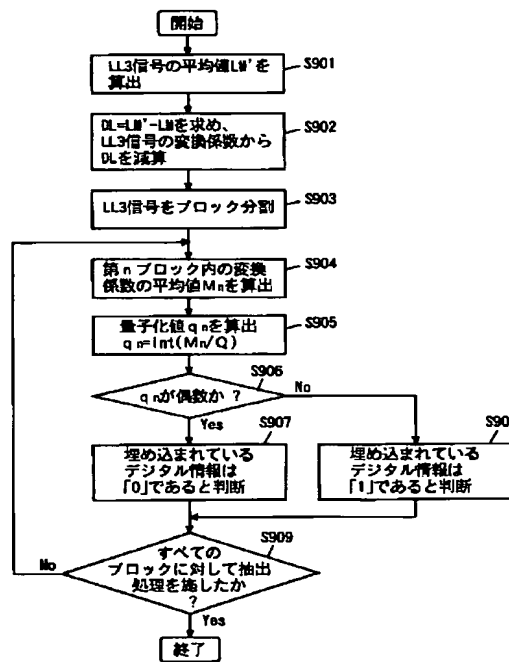 開始
LL3信号の平均値LM'を
算出
S901
DL=LM'-LMを求め、
LL3信号の変換係数から
DLを減算
S902
LL3信号をブロック分割
S903
第nブロック内の変換
係数の平均値Mnを算出
S904
量子化値qnを算出
qn=int(Mn/Q)
S905
qnが偶数か ?
S906
No
Yes
埋め込まれている
デジタル情報は
「0」であると判断
S907
埋め込まれている
デジタル情報は
「1」であると判断
S90
すべての
ブロックに対して抽出
処理を施したか
?
S909
No
Yes
終了